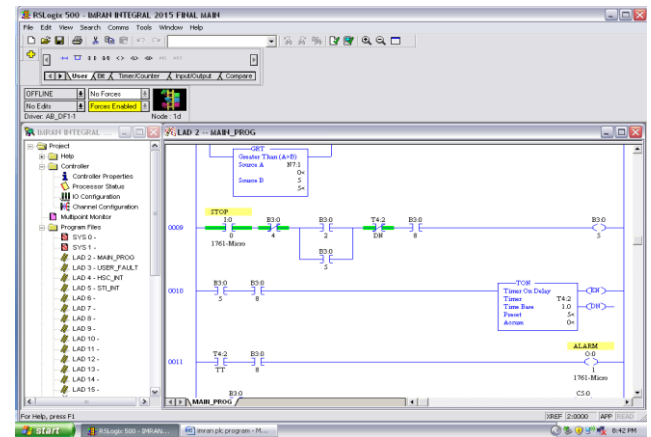 RSLogix 500 - IMRAN INTEGRAL 2015 FINAL MAIN
File Edit View Search Comms Tools Window Help
User Bit Timer/Counter Input/Output Compare
OFFLINE No Forces
No Edits Forces Enabled
Driver: AB_DF1-1 Node : 1d
IMRAN INTEGRAL
LAD 2 -- MAIN_PROG
Project
Help
Controller
Controller Properties
Processor Status
IO Configuration
Channel Configuration
Multipoint Monitor
Program Files
SYS 0 -
SYS 1 -
LAD 2 - MAIN_PROG
LAD 3 - USER_FAULT
LAD 4 - HSC_INT
LAD 5 - STI_INT
LAD 6 -
LAD 7 -
LAD 8 -
LAD 9 -
LAD 10 -
LAD 11 -
LAD 12 -
LAD 13 -
LAD 14 -
LAD 15 -
GRT
Greater Than (A>B)
Source A N7:1
0<
Source B 5
5<
STOP
0009
I:0 B3:0 B3:0 T4:2 B3:0 B3:0
0 4 2 DN 8 5
1761-Micro
B3:0
5
0010
B3:0 B3:0
5 8
TON
Timer On Delay EN
Timer T4:2
Time Base 1.0 DN
Preset 5<
Accum 0<
ALARM
0011
T4:2 B3:0 O:0
TT 8 1
1761-Micro
B3:0 C5:0
MAIN_PROG
For Help, press F1
XREF 2:0000 APP READ
start
RSLogix 500 - IMRAN...
imran plc program - M...
8:42 PM